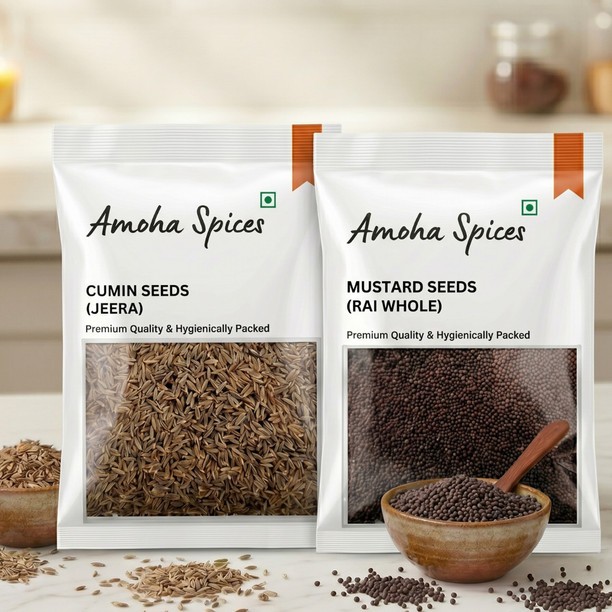 Amoha Spices
CUMIN SEEDS
(JEERA)
Premium Quality & Hygienically Packed
Amoha Spices
MUSTARD SEEDS
(RAI WHOLE)
Premium Quality & Hygienically Packed